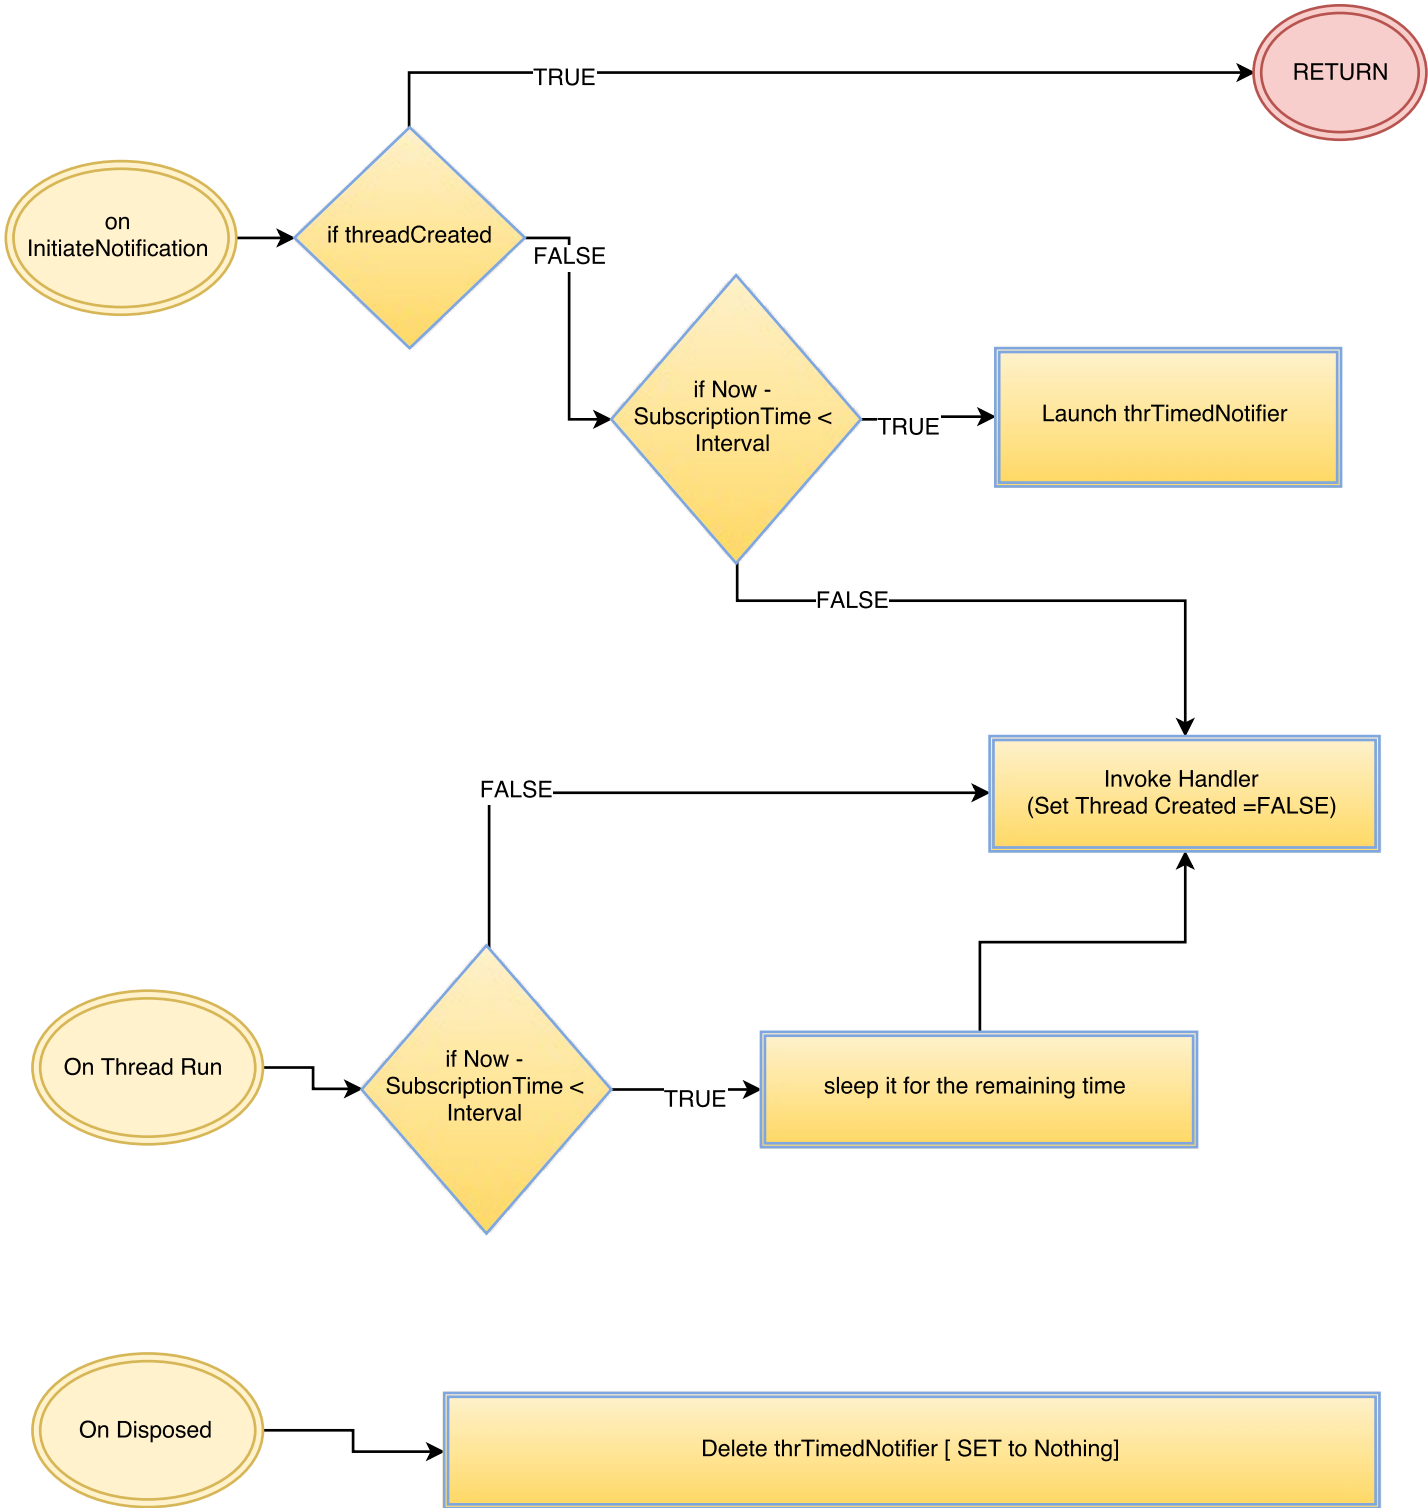 TRUE
RETURN
on
InitiateNotification
if threadCreated
FALSE
if Now -
SubscriptionTime <
Interval
TRUE
Launch thrTimedNotifier
FALSE
Invoke Handler
(Set Thread Created =FALSE)
FALSE
On Thread Run
if Now -
SubscriptionTime <
Interval
TRUE
sleep it for the remaining time
On Disposed
Delete thrTimedNotifier [ SET to Nothing]